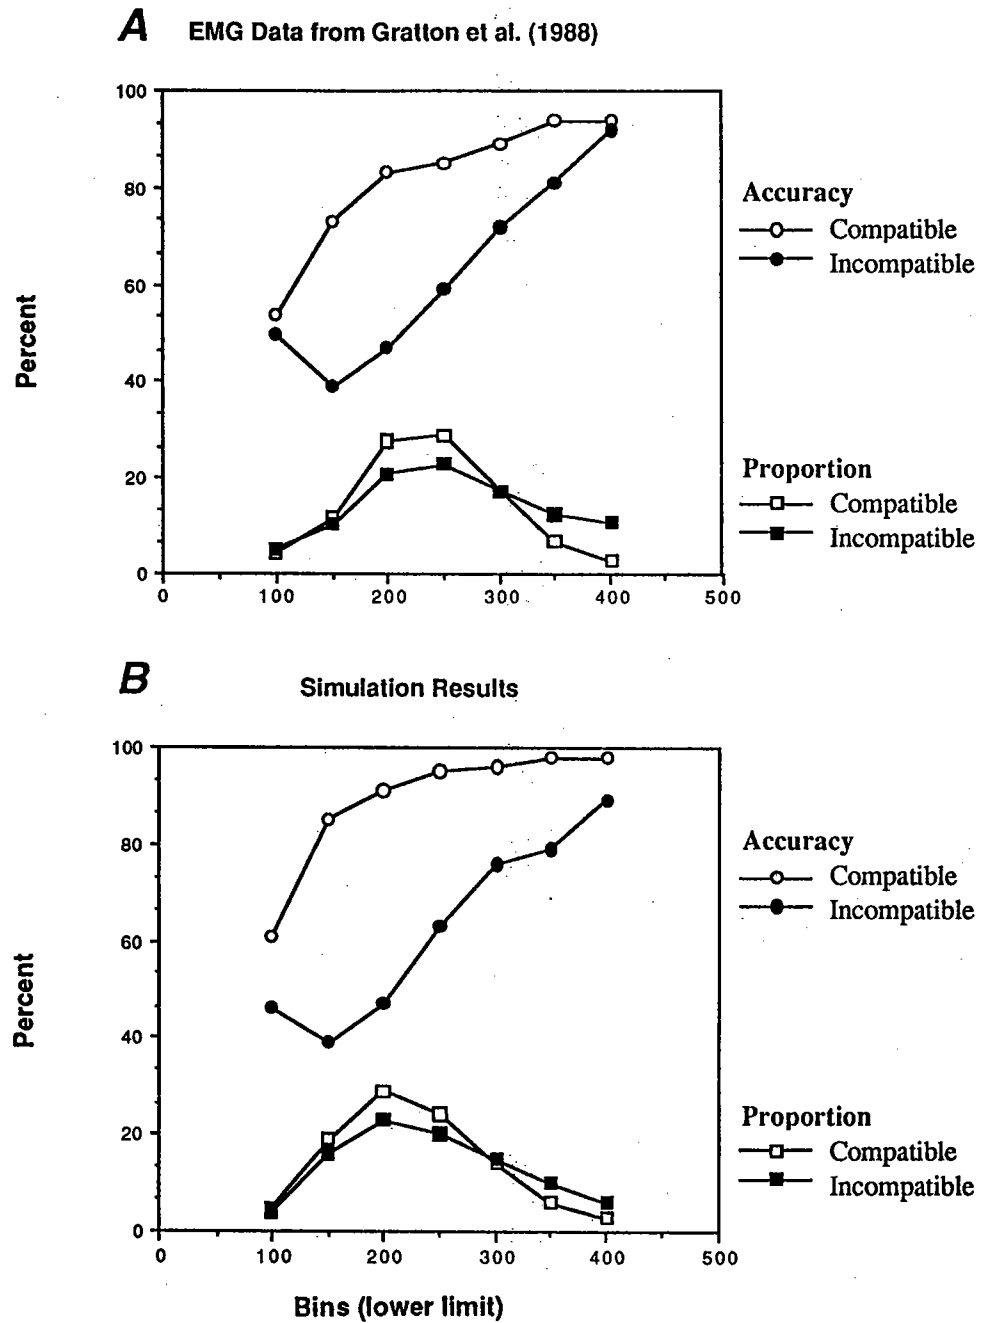 A EMG Data from Gratton et al. (1988)
100
80
60
40
20
0
Percent
0 100 200 300 400 500
Accuracy
Compatible
Incompatible
Proportion
Compatible
Incompatible
B Simulation Results
100
80
60
40
20
0
Percent
0 100 200 300 400 500
Bins (lower limit)
Accuracy
Compatible
Incompatible
Proportion
Compatible
Incompatible